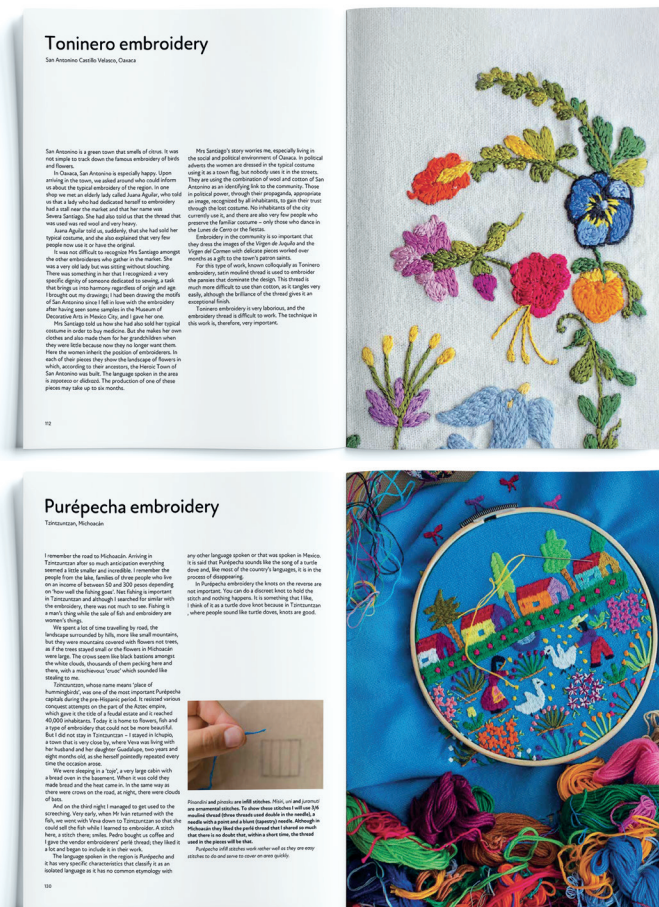 Toninero embroidery
San Antonino Castillo Velasco, Oaxaca
San Antonino is a green town that smells of citrus. It was
not simple to track down the famous embroidery of birds
and flowers.
In Oaxaca, San Antonino is especially happy. Upon
arriving in the town, we asked around who could inform
us about the typical embroidery of the region. In one
shop we met an elderly lady called Juana Aguilar, who told
us that a lady who had dedicated herself to embroidery
had a stall near the market and that her name was
Severa Santiago. She had also told us that the thread that
was used was red wool and very heavy.
Juana Aguilar told us, suddenly, that she had sold her
typical costume, and she also explained that very few
people now use it or have the original.
It was not difficult to recognize Mrs Santiago amongst
the other embroiderers who gather in the market. She
was a very old lady but was sitting without slouching.
There was something in her that I recognized: a very
specific dignity of someone dedicated to sewing, a task
that brings us into harmony regardless of origin and age.
I brought out my drawings; I had been drawing the motifs
of San Antonino since I fell in love with the embroidery
after having seen some samples in the Museum of
Decorative Arts in Mexico City, and I gave her one.
Mrs Santiago told us how she had also sold her typical
costume in order to buy medicine. But she makes her own
clothes and also made them for her grandchildren when
they were little because now they no longer want them.
Here the women inherit the position of embroiderers. In
each of their pieces they show the landscape of flowers in
which, according to their ancestors, the Heroic Town of
San Antonino was built. The language spoken in the area
is zapoteco or diidxazá. The production of one of these
pieces may take up to six months.
Mrs Santiago's story worries me, especially living in
the social and political environment of Oaxaca. In political
adverts the women are dressed in the typical costume
using it as a town flag, but nobody uses it in the streets.
They are using the combination of wool and cotton of San
Antonino as an identifying link to the community. Those
in political power, through their propaganda, appropriate
an image, recognized by all inhabitants, to gain their trust
through the lost costume. No inhabitants of the city
currently use it, and there are also very few people who
preserve the familiar costume – only those who dance in
the Lunes de Cerro or the fiestas.
Embroidery in the community is so important that
they dress the images of the Virgen de Juquila and the
Virgen del Carmen with delicate pieces worked over
months as a gift to the town's patron saints.
For this type of work, known colloquially as Toninero
embroidery, satin mouliné thread is used to embroider
the pansies that dominate the design. This thread is
much more difficult to use than cotton, as it tangles very
easily, although the brilliance of the thread gives it an
exceptional finish.
Toninero embroidery is very laborious, and the
embroidery thread is difficult to work. The technique in
this work is, therefore, very important.
112
Purépecha embroidery
Tzintzuntzan, Michoacán
I remember the road to Michoacán. Arriving in
Tzintzuntzan after so much anticipation everything
seemed a little smaller and incredible. I remember the
people from the lake, families of three people who live
on an income of between 50 and 300 pesos depending
on 'how well the fishing goes'. Net fishing is important
in Tzintzuntzan and although I searched for similar with
the embroidery, there was not much to see. Fishing is
a man's thing while the sale of fish and embroidery are
women's things.
We spent a lot of time travelling by road, the
landscape surrounded by hills, more like small mountains,
but they were mountains covered with flowers not trees,
as if the trees stayed small or the flowers in Michoacán
were large. The crows seem like black bastions amongst
the white clouds, thousands of them pecking here and
there, with a mischievous 'cruac' which sounded like
stealing to me.
Tzintzuntzan, whose name means 'place of
hummingbirds', was one of the most important Purépecha
capitals during the pre-Hispanic period. It resisted various
conquest attempts on the part of the Aztec empire,
which gave it the title of a feudal estate and it reached
40,000 inhabitants. Today it is home to flowers, fish and
a type of embroidery that could not be more beautiful.
But I did not stay in Tzintzuntzan – I stayed in Ichupio,
a town that is very close by, where Veva was living with
her husband and her daughter Guadalupe, two years and
eight months old, as she herself pointedly repeated every
time the occasion arose.
We were sleeping in a 'toje', a very large cabin with
a bread oven in the basement. When it was cold they
made bread and the heat came in. In the same way as
there were crows on the road, at night, there were clouds
of bats.
And on the third night I managed to get used to the
screeching. Very early, when Mr Iván returned with the
fish, we went with Veva down to Tzintzuntzan so that she
could sell the fish while I learned to embroider. A stitch
here, a stitch there; smiles. Pedro bought us coffee and
I gave the vendor embroiderers' perlé thread; they liked it
a lot and began to include it in their work.
The language spoken in the region is Purépecha and
it has very specific characteristics that classify it as an
isolated language as it has no common etymology with
any other language spoken or that was spoken in Mexico.
It is said that Purépecha sounds like the song of a turtle
dove and, like most of the country's languages, it is in the
process of disappearing.
In Purépecha embroidery the knots on the reverse are
not important. You can do a discreet knot to hold the
stitch and nothing happens. It is something that I like,
I think of it as a turtle dove knot because in Tzintzuntzan
, where people sound like turtle doves, knots are good.
are infill stitches.
are ornamental stitches. To show these stitches I will use 3/6
mouliné thread (three threads used double in the needle), a
needle with a point and a blunt (tapestry) needle. Although in
Michoacán they liked the perlé thread that I shared so much
that there is no doubt that, within a short time, the thread
used in the pieces will be that.
Purépecha infill stitches work rather well as they are easy
stitches to do and serve to cover an area quickly.
130